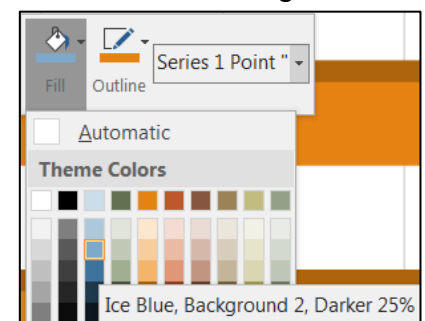 Series 1 Point "
Fill Outline
Automatic
Theme Colors
Ice Blue, Background 2, Darker 25%